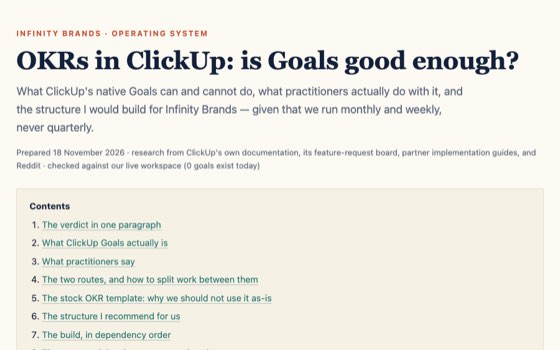 INFINITY BRANDS · OPERATING SYSTEM
OKRs in ClickUp: is Goals good enough?
What ClickUp's native Goals can and cannot do, what practitioners actually do with it, and
the structure I would build for Infinity Brands — given that we run monthly and weekly,
never quarterly.
Prepared 18 November 2026 · research from ClickUp's own documentation, its feature-request board, partner implementation guides, and
Reddit · checked against our live workspace (0 goals exist today)
Contents
1. The verdict in one paragraph
2. What ClickUp Goals actually is
3. What practitioners say
4. The two routes, and how to split work between them
5. The stock OKR template: why we should not use it as-is
6. The structure I recommend for us
7. The build, in dependency order